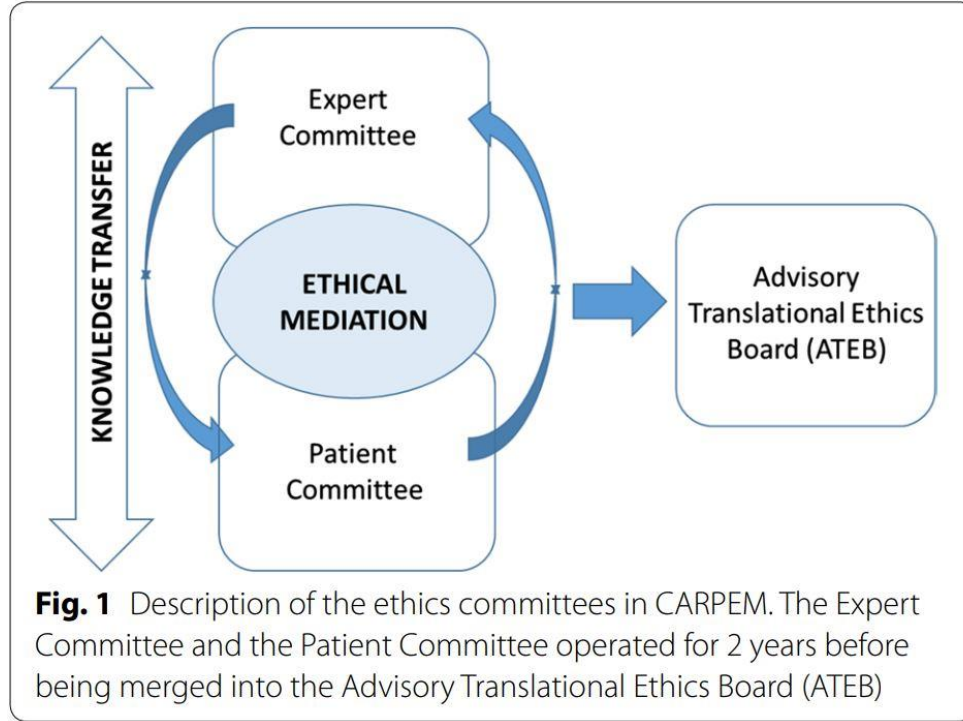 KNOWLEDGE TRANSFER
Expert
Committee
ETHICAL
MEDIATION
Patient
Committee
Advisory
Translational Ethics
Board (ATEB)
Fig. 1 Description of the ethics committees in CARPEM. The Expert
Committee and the Patient Committee operated for 2 years before
being merged into the Advisory Translational Ethics Board (ATEB)